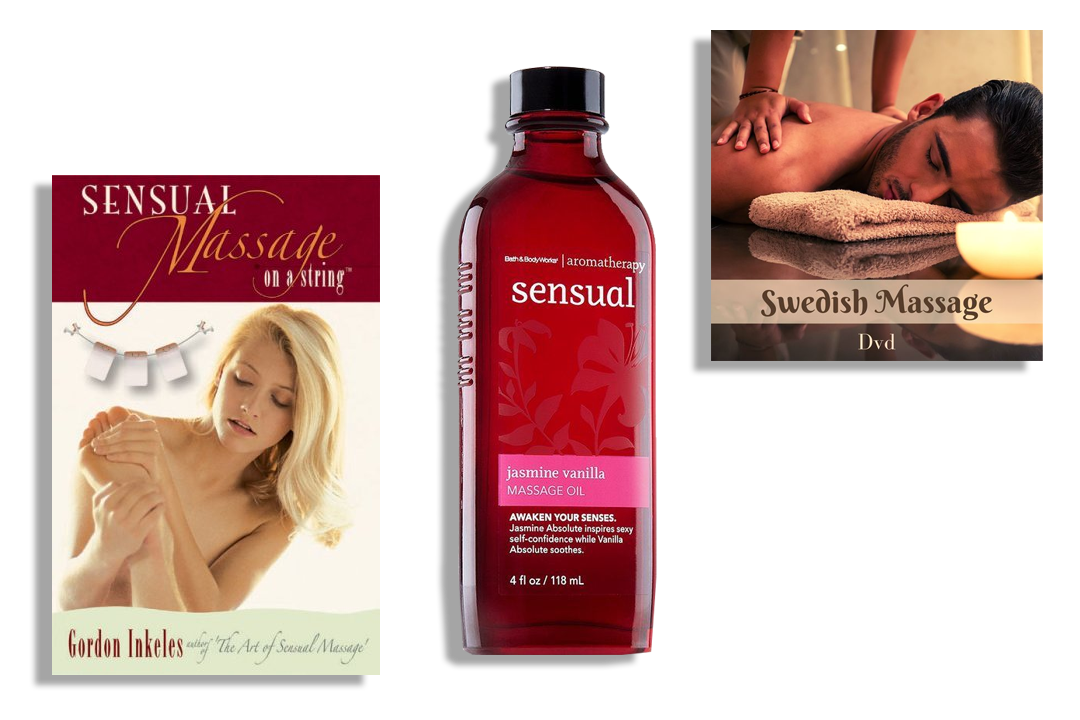 SENSUAL
Massage
on a string™
Gordon Inkeles author of 'The Art of Sensual Massage'
Bath & Body Works® | aromatherapy
sensual
jasmine vanilla
MASSAGE OIL
AWAKEN YOUR SENSES.
Jasmine Absolute inspires sexy
self-confidence while Vanilla
Absolute soothes.
4 fl oz / 118 mL
Swedish Massage
Dvd